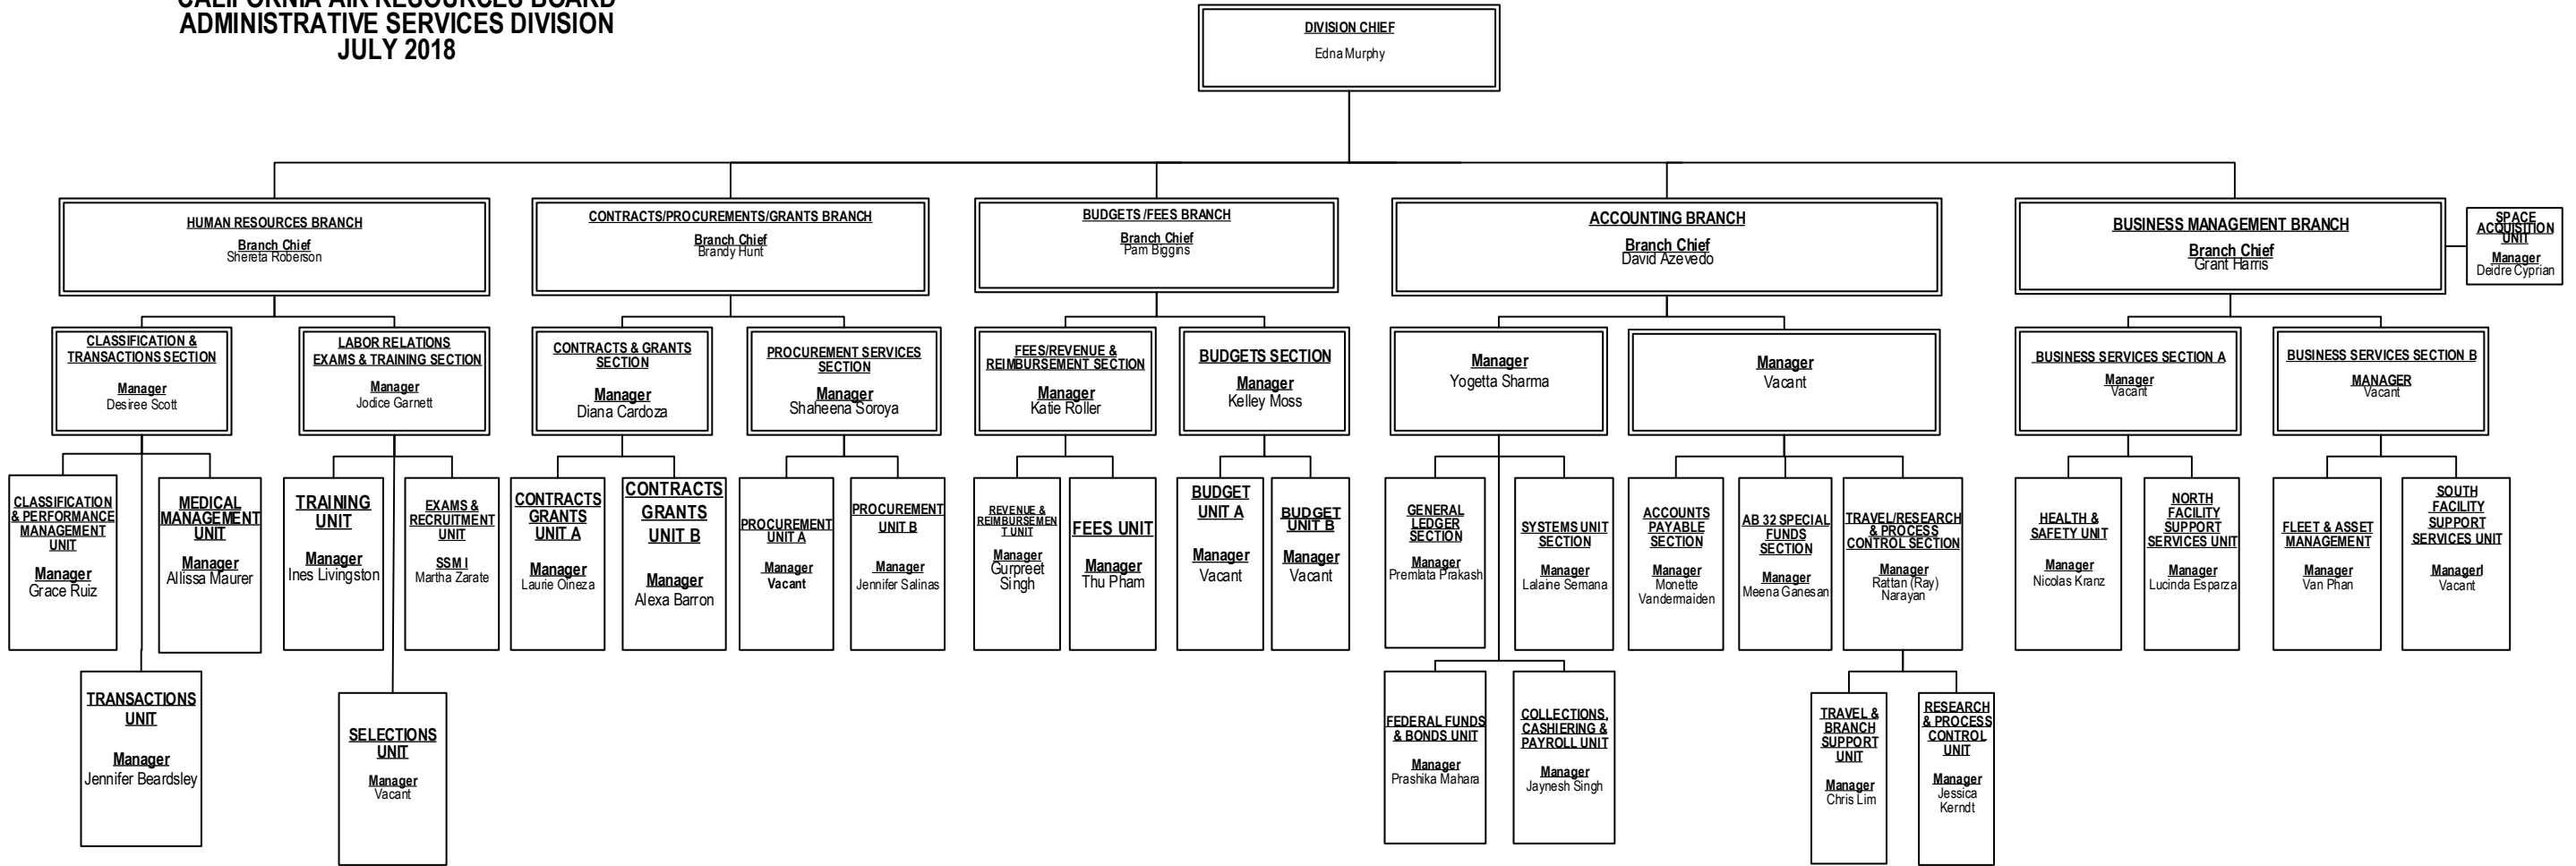 CALIFORNIA AIR RESOURCES BOARD
ADMINISTRATIVE SERVICES DIVISION
JULY 2018
DIVISION CHIEF
Edna Murphy
HUMAN RESOURCES BRANCH
Branch Chief
Shereta Roberson
CONTRACTS/PROCUREMENTS/GRANTS BRANCH
Branch Chief
Brandy Hunt
BUDGETS /FEES BRANCH
Branch Chief
Pam Biggins
ACCOUNTING BRANCH
Branch Chief
David Azevedo
BUSINESS MANAGEMENT BRANCH
Branch Chief
Grant Harris
SPACE
ACQUISITION
UNIT
Manager
Deidre Cyprian
CLASSIFICATION &
TRANSACTIONS SECTION
Manager
Desiree Scott
LABOR RELATIONS
EXAMS & TRAINING SECTION
Manager
Jodice Garnett
CONTRACTS & GRANTS
SECTION
Manager
Diana Cardoza
PROCUREMENT SERVICES
SECTION
Manager
Shaheena Soroya
FEES/REVENUE &
REIMBURSEMENT SECTION
Manager
Katie Roller
BUDGETS SECTION
Manager
Kelley Moss
Manager
Yogetta Sharma
Manager
Vacant
BUSINESS SERVICES SECTION A
Manager
Vacant
BUSINESS SERVICES SECTION B
MANAGER
Vacant
CLASSIFICATION
& PERFORMANCE
MANAGEMENT
UNIT
Manager
Grace Ruiz
MEDICAL
MANAGEMENT
UNIT
Manager
Allissa Maurer
TRAINING
UNIT
Manager
Ines Livingston
EXAMS &
RECRUITMENT
UNIT
SSM I
Martha Zarate
CONTRACTS
GRANTS
UNIT A
Manager
Laurie Oineza
CONTRACTS
GRANTS
UNIT B
Manager
Alexa Barron
PROCUREMENT
UNIT A
Manager
Vacant
PROCUREMENT
UNIT B
Manager
Jennifer Salinas
REVENUE &
REIMBURSEMEN
T UNIT
Manager
Gurpreet
Singh
FEES UNIT
Manager
Thu Pham
BUDGET
UNIT A
Manager
Vacant
BUDGET
UNIT B
Manager
Vacant
GENERAL
LEDGER
SECTION
Manager
Premlata Prakash
SYSTEMS UNIT
SECTION
Manager
Lalaine Semana
ACCOUNTS
PAYABLE
SECTION
Manager
Monette
Vandermaiden
AB 32 SPECIAL
FUNDS
SECTION
Manager
Meena Ganesan
TRAVEL/RESEARCH
& PROCESS
CONTROL SECTION
Manager
Rattan (Ray)
Narayan
HEALTH &
SAFETY UNIT
Manager
Nicolas Kranz
NORTH
FACILITY
SUPPORT
SERVICES UNIT
Manager
Lucinda Esparza
FLEET & ASSET
MANAGEMENT
Manager
Van Phan
SOUTH
FACILITY
SUPPORT
SERVICES UNIT
ManagerI
Vacant
TRANSACTIONS
UNIT
Manager
Jennifer Beardsley
SELECTIONS
UNIT
Manager
Vacant
FEDERAL FUNDS
& BONDS UNIT
Manager
Prashika Mahara
COLLECTIONS,
CASHIERING &
PAYROLL UNIT
Manager
Jaynesh Singh
TRAVEL &
BRANCH
SUPPORT
UNIT
Manager
Chris Lim
RESEARCH
& PROCESS
CONTROL
UNIT
Manager
Jessica
Kerndt